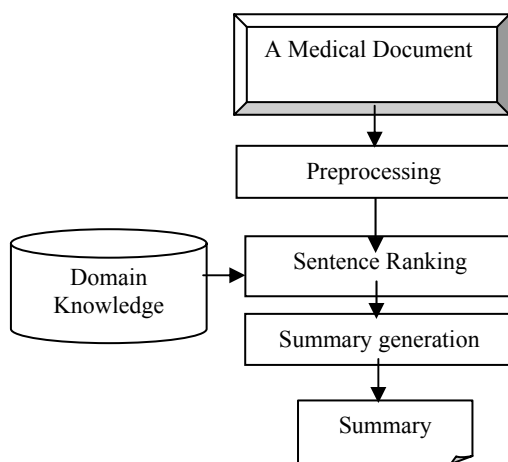 A Medical Document
Preprocessing
Domain
Knowledge
Sentence Ranking
Summary generation
Summary